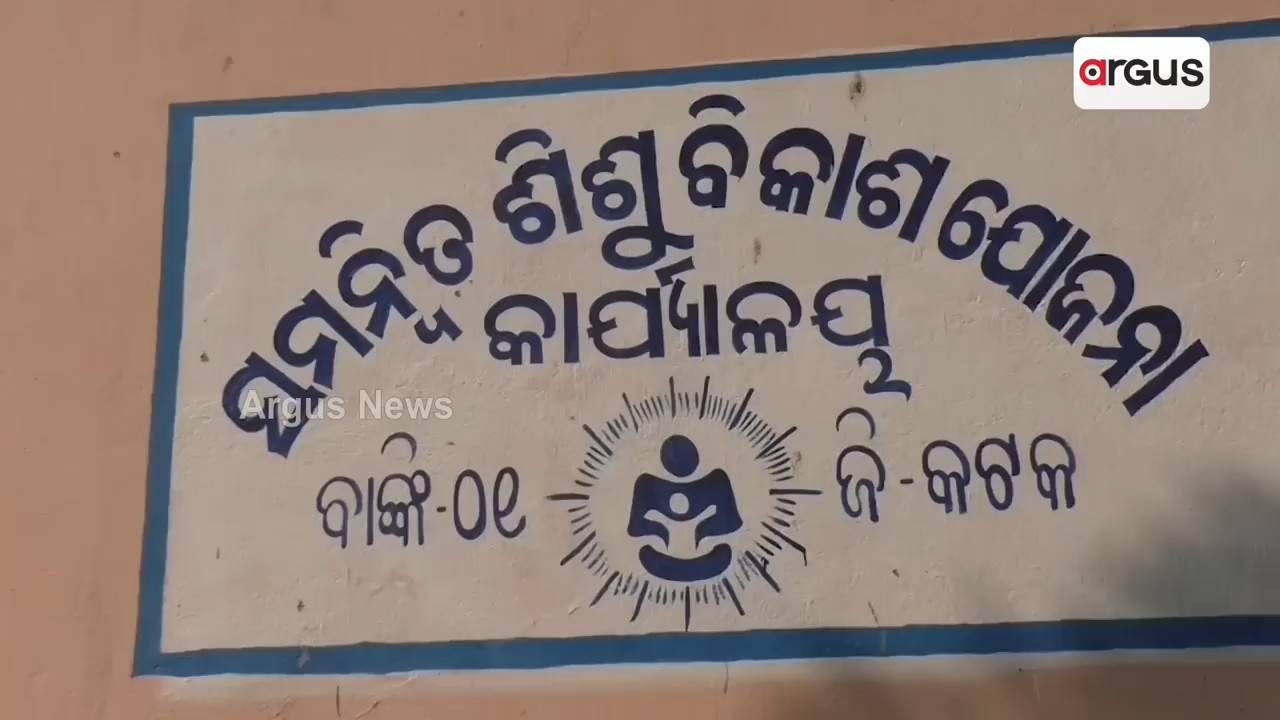 argus
ସମନ୍ୱିତ ଶିଶୁ ବିକାଶ ଯୋଜନା
କାର୍ଯ୍ୟାଳୟ
Argus News
ବାଙ୍କି-୦୧ ଜି-କଟକ